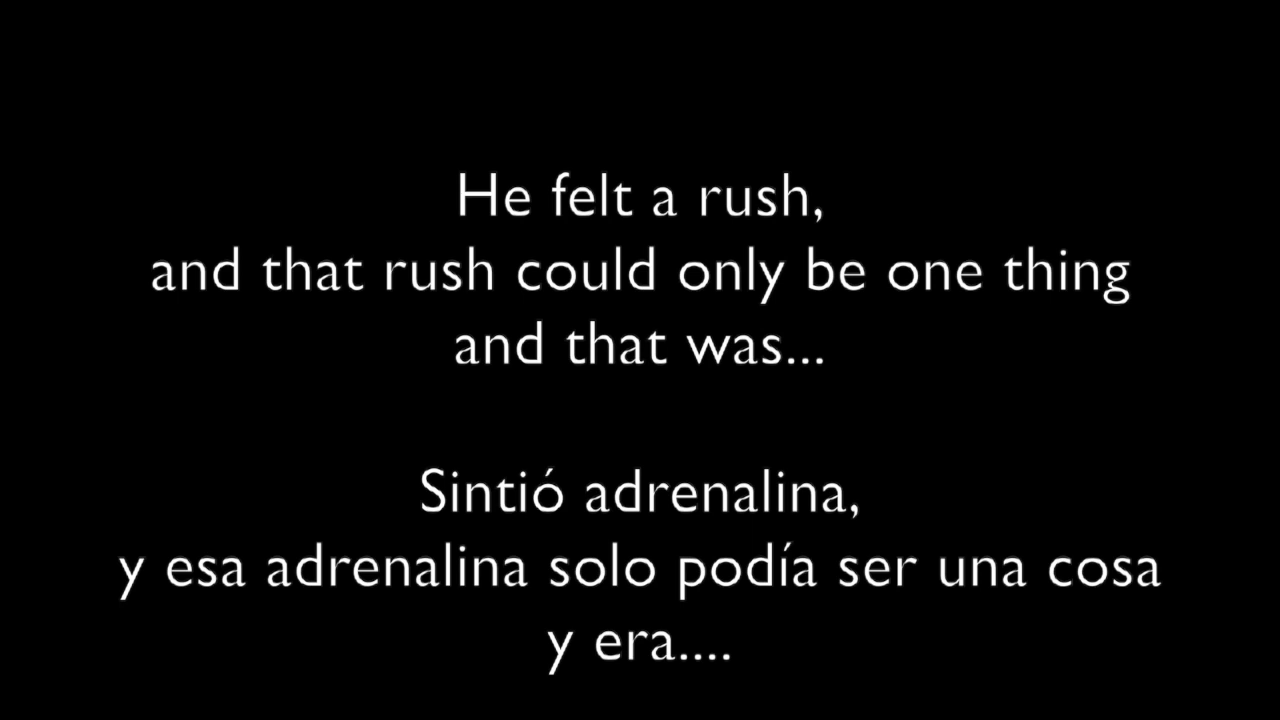 He felt a rush,
and that rush could only be one thing
and that was...
Sintió adrenalina,
y esa adrenalina solo podía ser una cosa
y era....